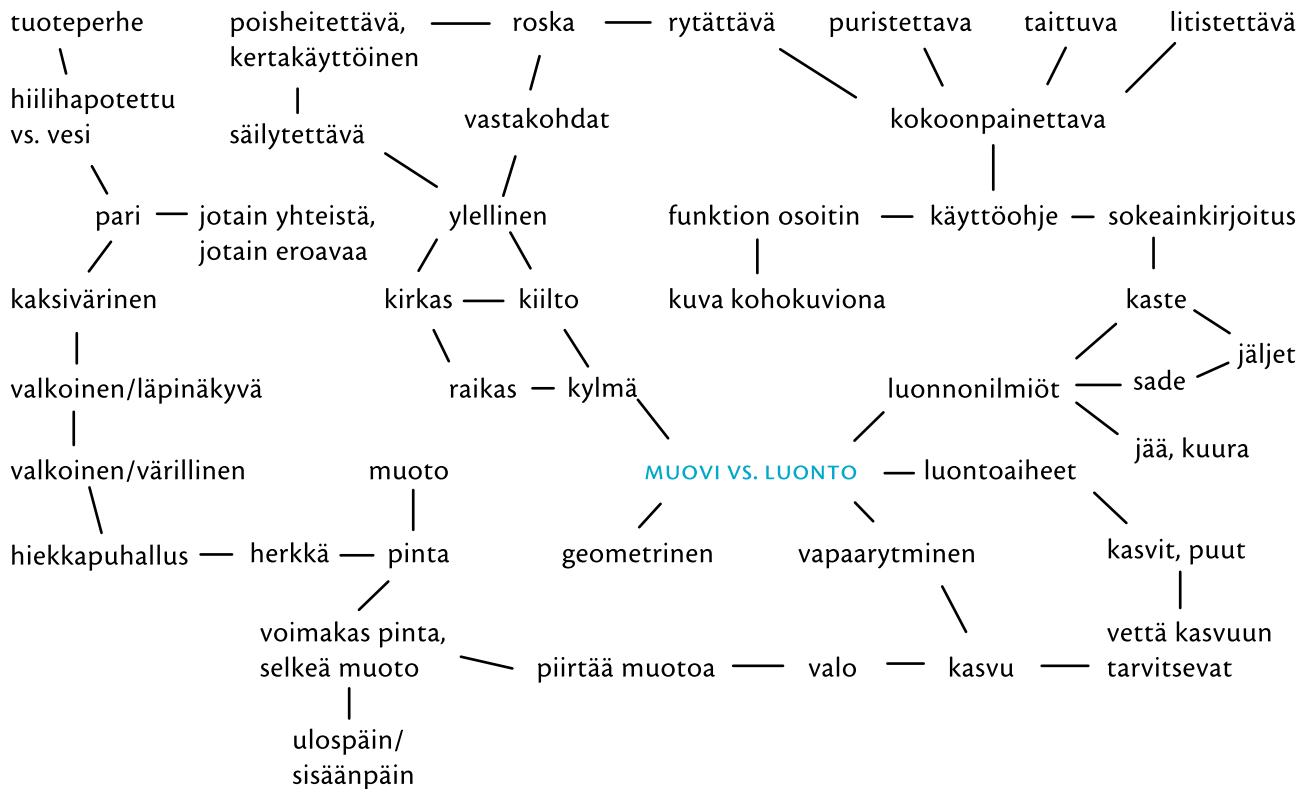 tuoteperhe
poisheitettävä,
kertakäyttöinen
roska
rytättävä
puristettava
taittuva
litistettävä
hiilihapotettu
vs. vesi
säilytettävä
vastakohdat
kokoonpainettava
pari
jotain yhteistä,
jotain eroavaa
ylellinen
funktion osoitin
käyttöohje
sokeainkirjoitus
kaksivärinen
kirkas
kiilto
kuva kohokuviona
kaste
jäljet
valkoinen/läpinäkyvä
raikas
kylmä
luonnonilmiöt
sade
jää, kuura
valkoinen/värillinen
muoto
MUOVI VS. LUONTO
luontoaiheet
hiekkapuhallus
herkkä
pinta
geometrinen
vapaarytminen
kasvit, puut
voimakas pinta,
selkeä muoto
piirtää muotoa
valo
kasvu
vettä kasvuun
tarvitsevat
ulospäin/
sisäänpäin